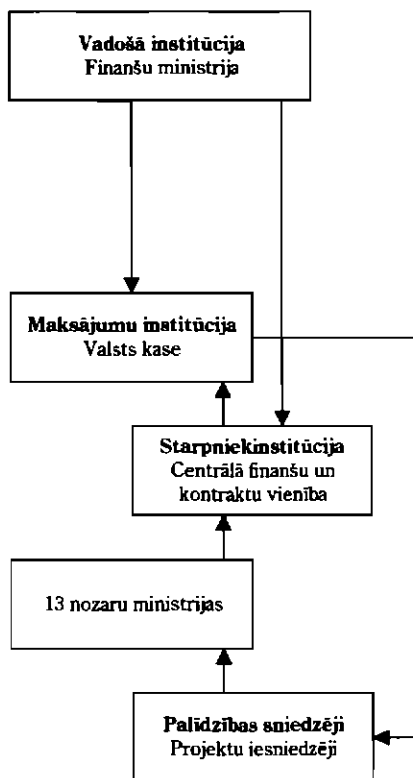 Vadošā institūcija
Finanšu ministrija
Maksājumu institūcija
Valsts kase
Starpniekinstitūcija
Centrālā finanšu un
kontraktu vienība
13 nozaru ministrijas
Palīdzības sniedzēji
Projektu iesniedzēji